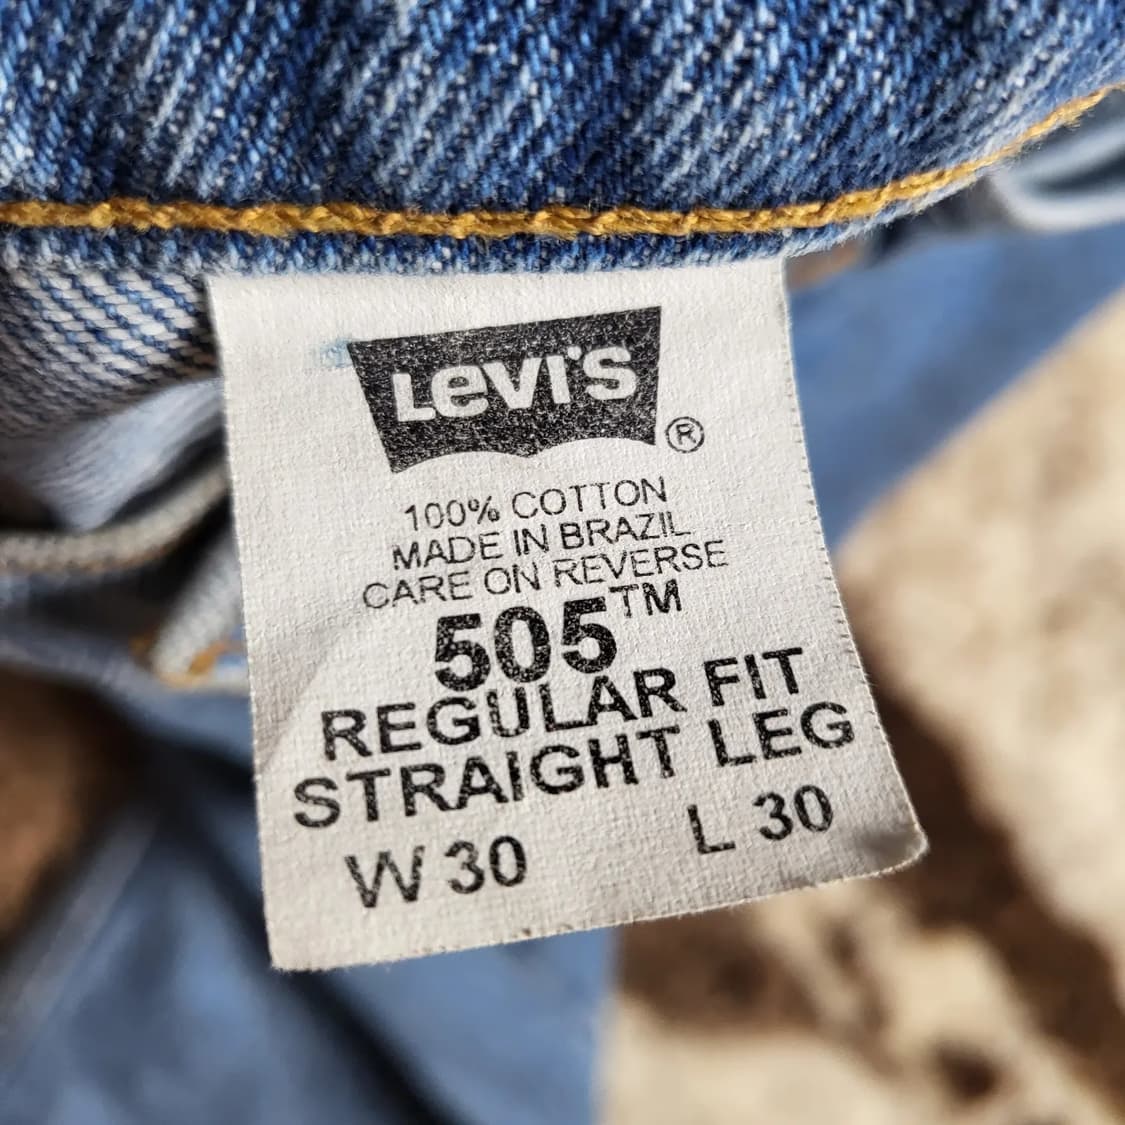 LEVI'S ®
100% COTTON
MADE IN BRAZIL
CARE ON REVERSE
505™
REGULAR FIT
STRAIGHT LEG
W 30 L 30